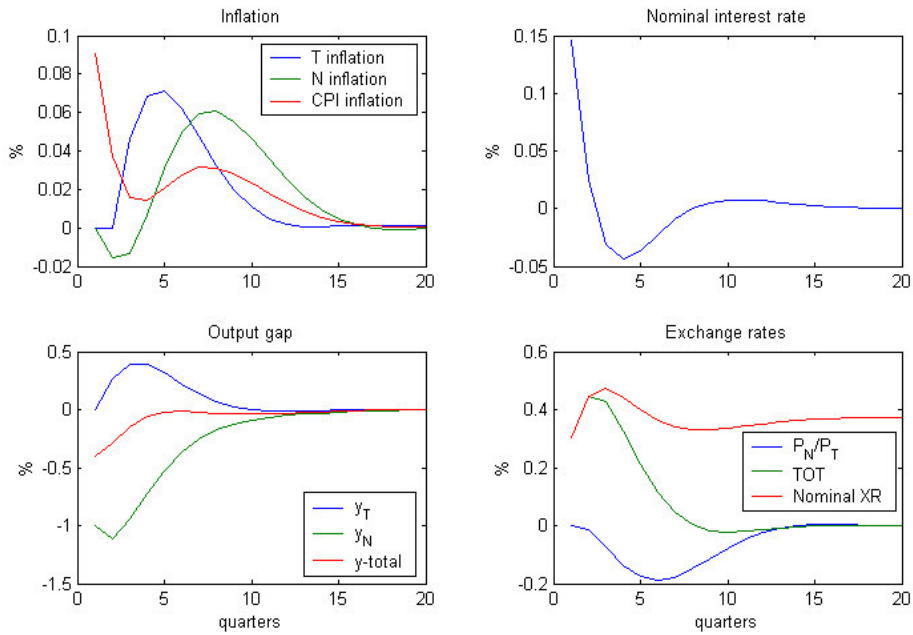 Inflation
0.1
0.08
0.06
0.04
0.02
0
-0.02
%
T inflation
N inflation
CPI inflation
0 5 10 15 20
Nominal interest rate
0.15
0.1
0.05
0
-0.05
%
0 5 10 15 20
Output gap
0.5
0
-0.5
-1
-1.5
%
y_T
y_N
y-total
0 5 10 15 20
quarters
Exchange rates
0.6
0.4
0.2
0
-0.2
%
P_N/P_T
TOT
Nominal XR
0 5 10 15 20
quarters